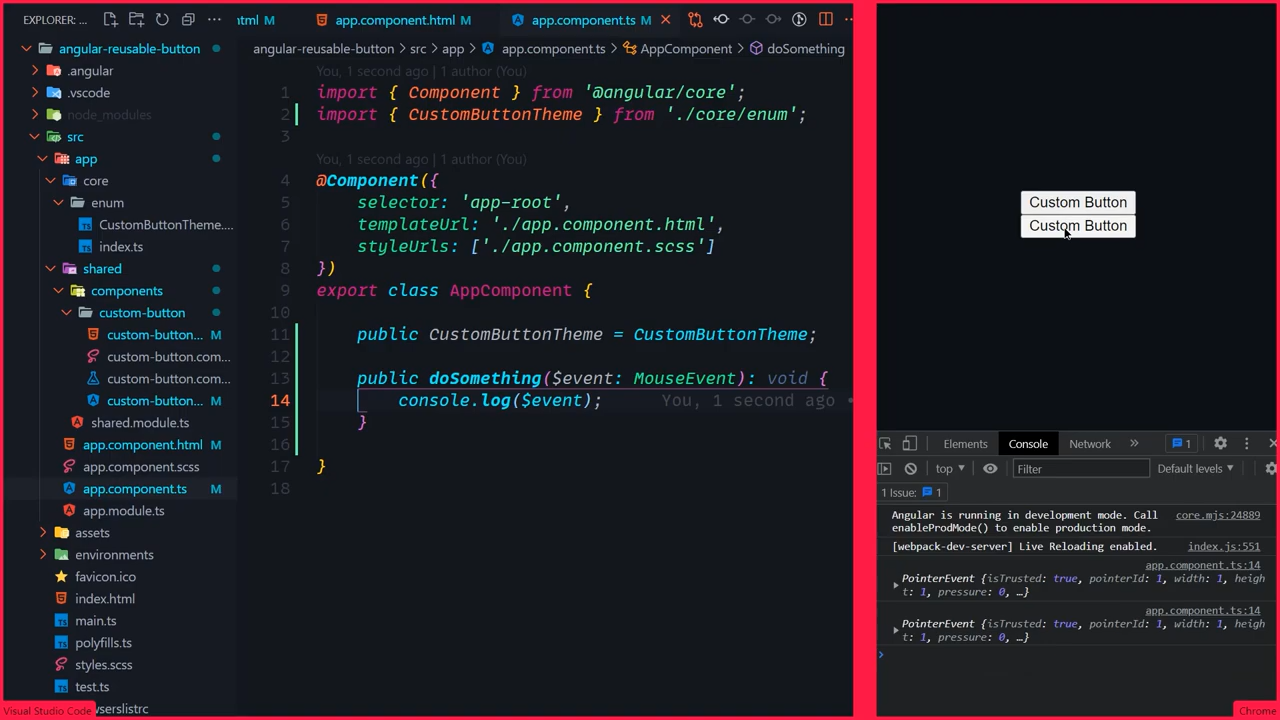 EXPLORER: ...
angular-reusable-button
.angular
.vscode
node_modules
src
app
core
enum
CustomButtonTheme....
index.ts
shared
components
custom-button
custom-button... M
custom-button.com...
custom-button.com...
custom-button... M
shared.module.ts
app.component.html M
app.component.scss
app.component.ts M
app.module.ts
assets
environments
favicon.ico
index.html
main.ts
polyfills.ts
styles.scss
test.ts
wserslistrc
Visual Studio Code
html M app.component.html M app.component.ts M
angular-reusable-button > src > app > app.component.ts > AppComponent > doSomething
You, 1 second ago | 1 author (You)
1 import { Component } from '@angular/core';
2 import { CustomButtonTheme } from './core/enum';
3
You, 1 second ago | 1 author (You)
4 @Component({
5 selector: 'app-root',
6 templateUrl: './app.component.html',
7 styleUrls: ['./app.component.scss']
8 })
9 export class AppComponent {
10
11 public CustomButtonTheme = CustomButtonTheme;
12
13 public doSomething($event: MouseEvent): void {
14 console.log($event); You, 1 second ago •
15 }
16
17 }
18
Custom Button
Custom Button
Elements Console Network » 1
top Filter Default levels
1 Issue: 1
Angular is running in development mode. Call core.mjs:24889
enableProdMode() to enable production mode.
[webpack-dev-server] Live Reloading enabled. index.js:551
app.component.ts:14
PointerEvent {isTrusted: true, pointerId: 1, width: 1, heigh
t: 1, pressure: 0, …}
app.component.ts:14
PointerEvent {isTrusted: true, pointerId: 1, width: 1, heigh
t: 1, pressure: 0, …}
Chrome